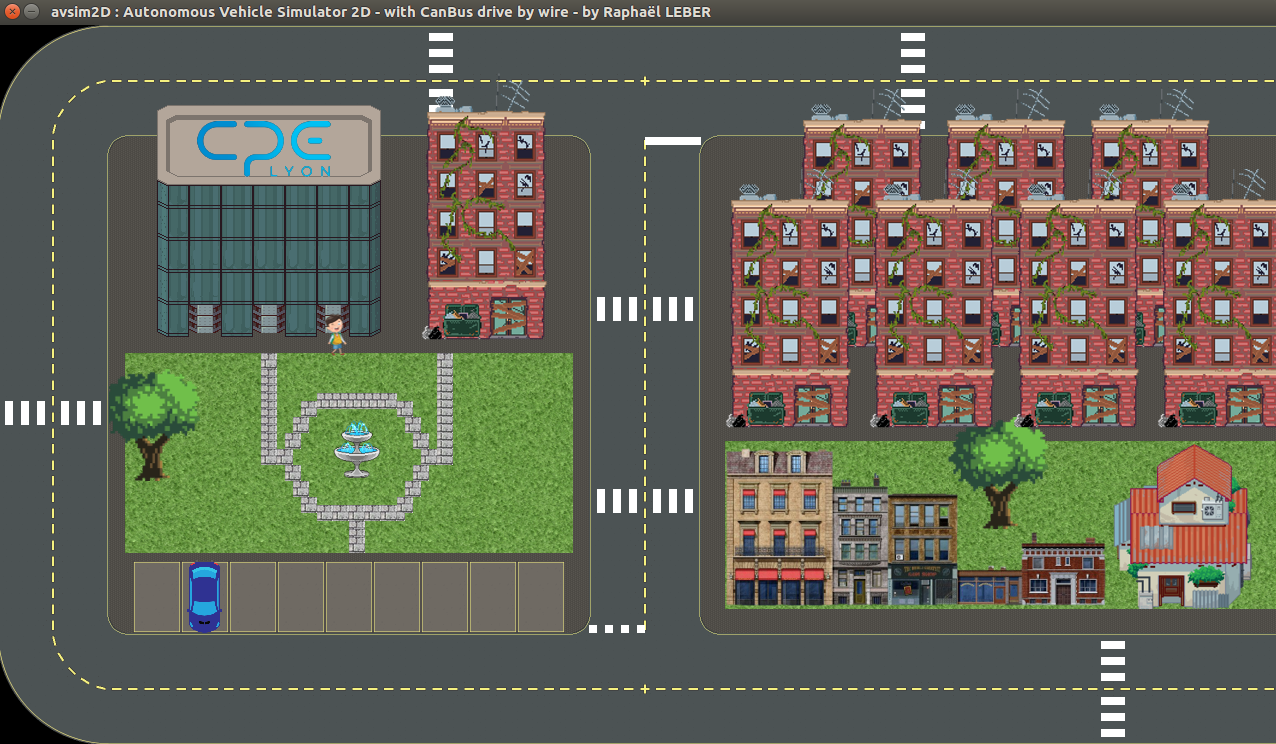 avsim2D : Autonomous Vehicle Simulator 2D - with CanBus drive by wire - by Raphaël LEBER
CPE
LYON